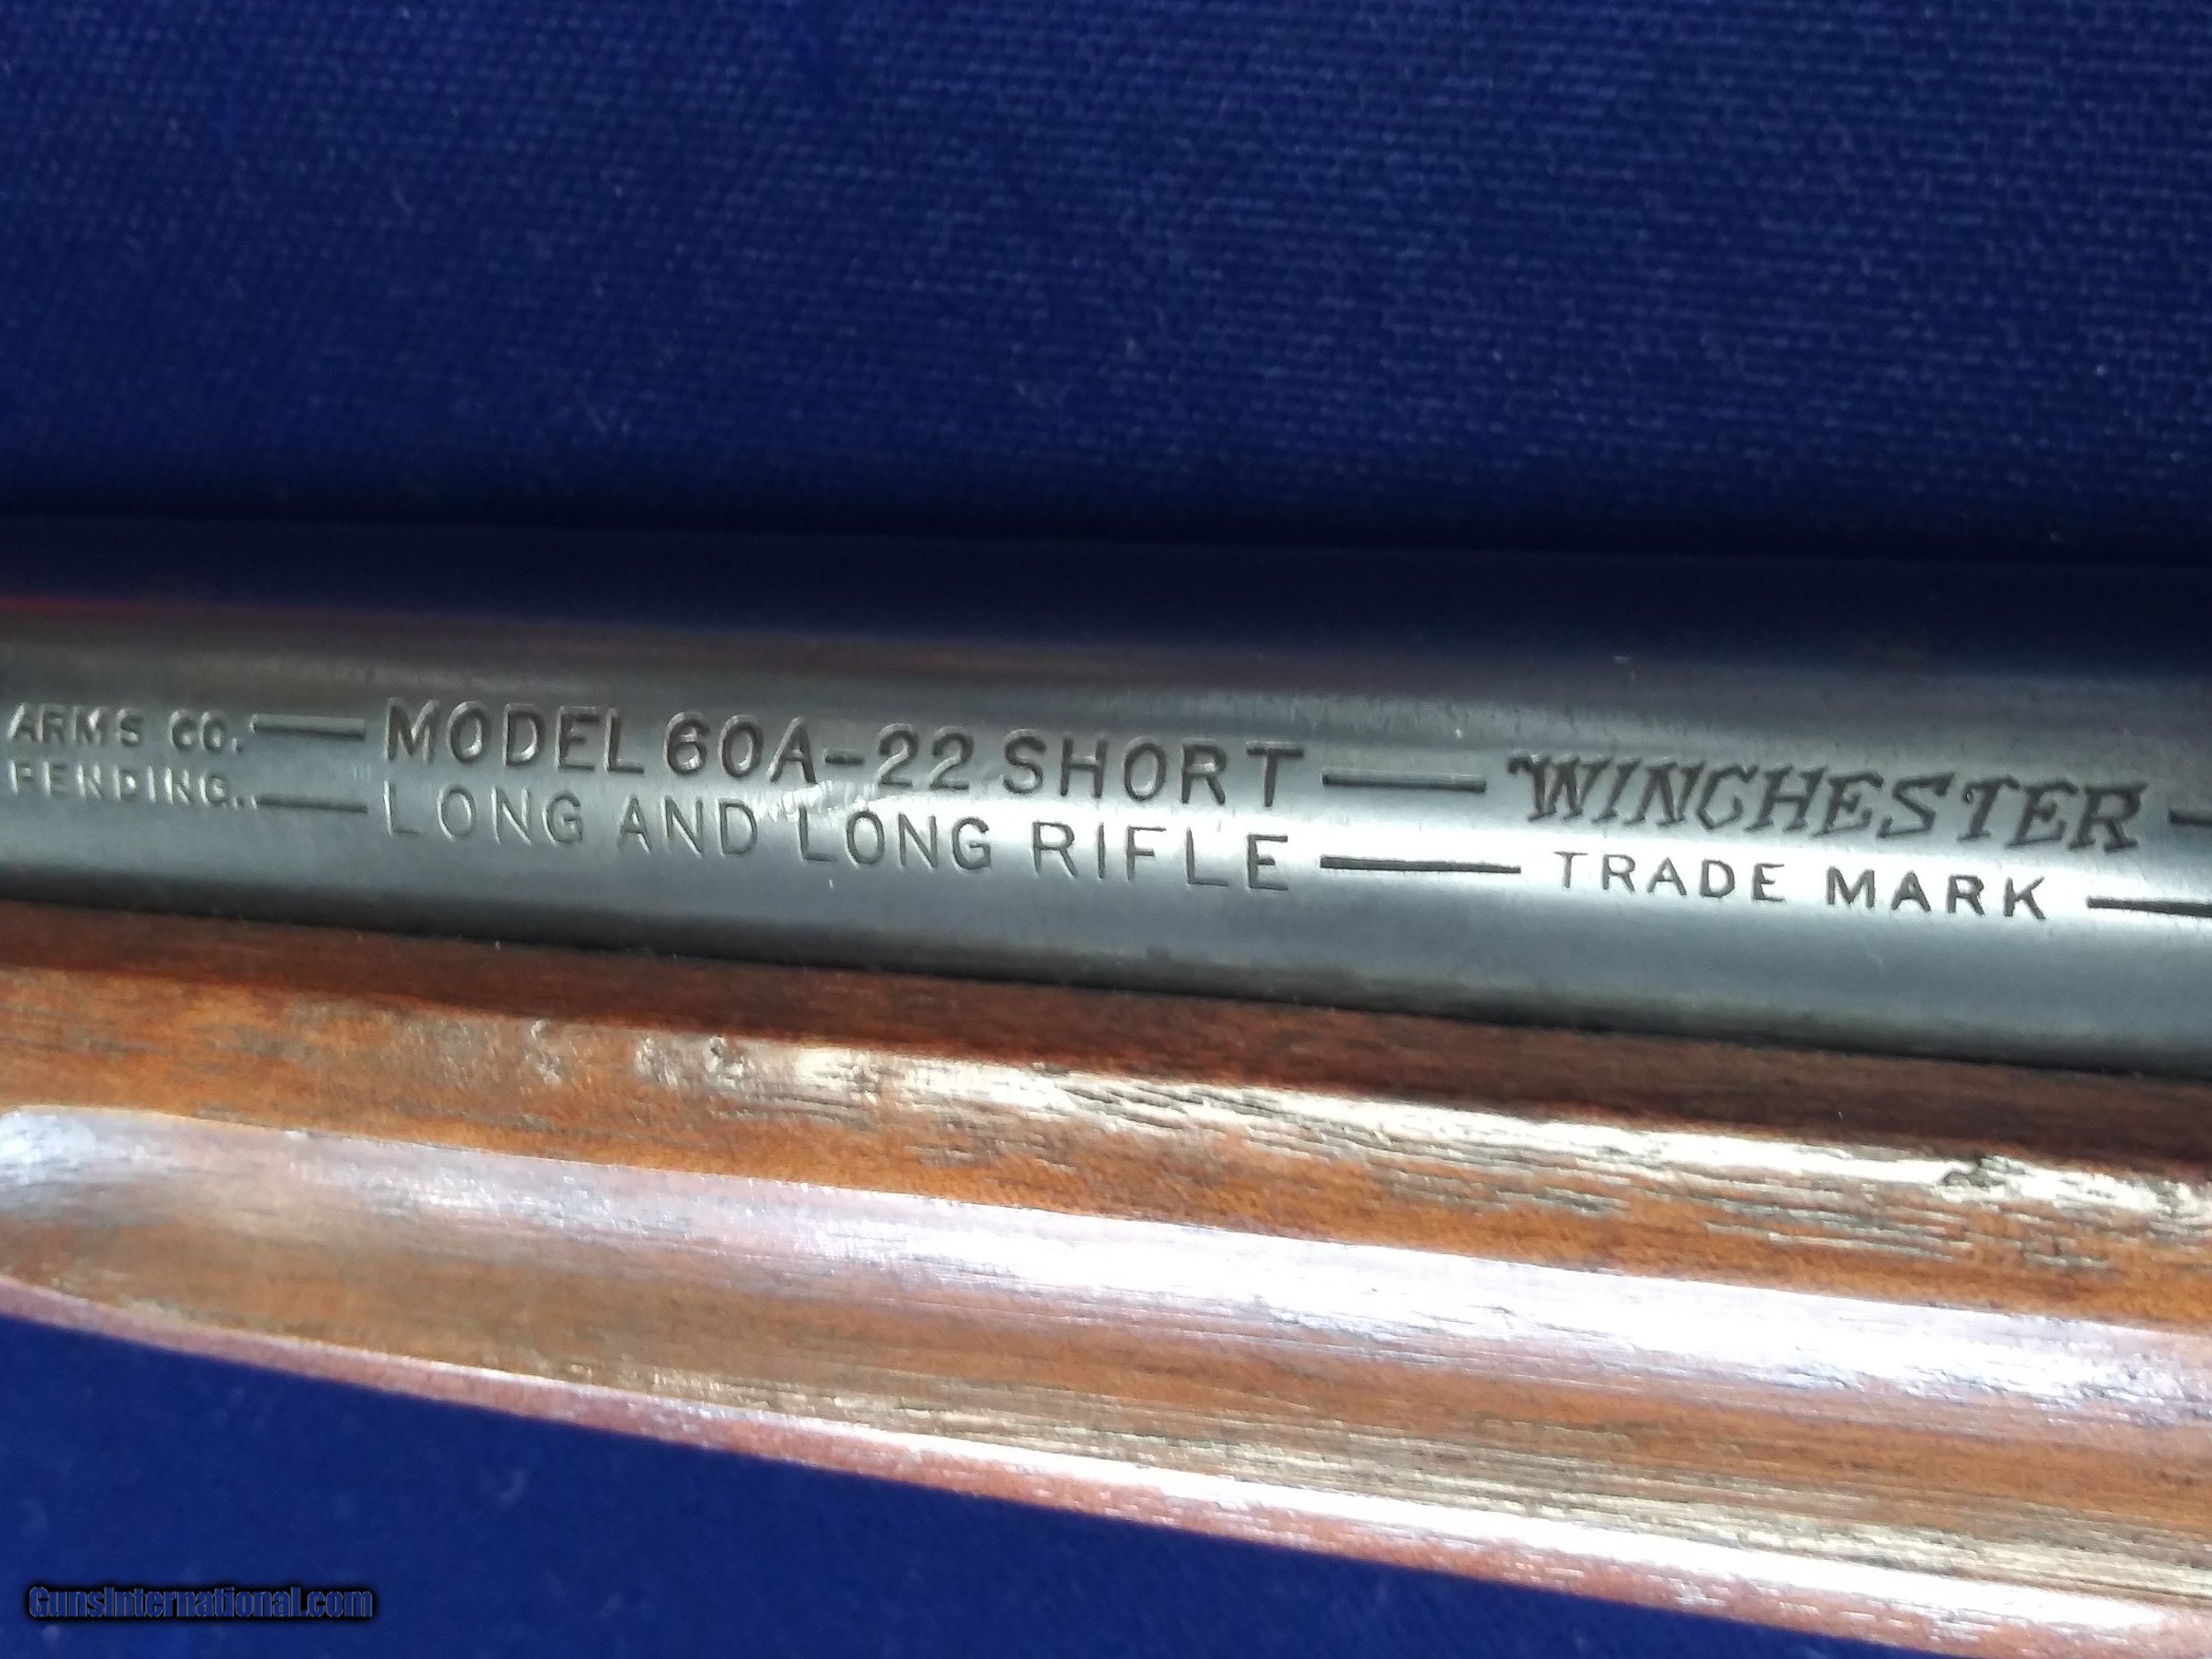 ARMS CO. — MODEL 60A-22 SHORT — WINCHESTER —
PENDING. — LONG AND LONG RIFLE — TRADE MARK —
GunsInternational.com